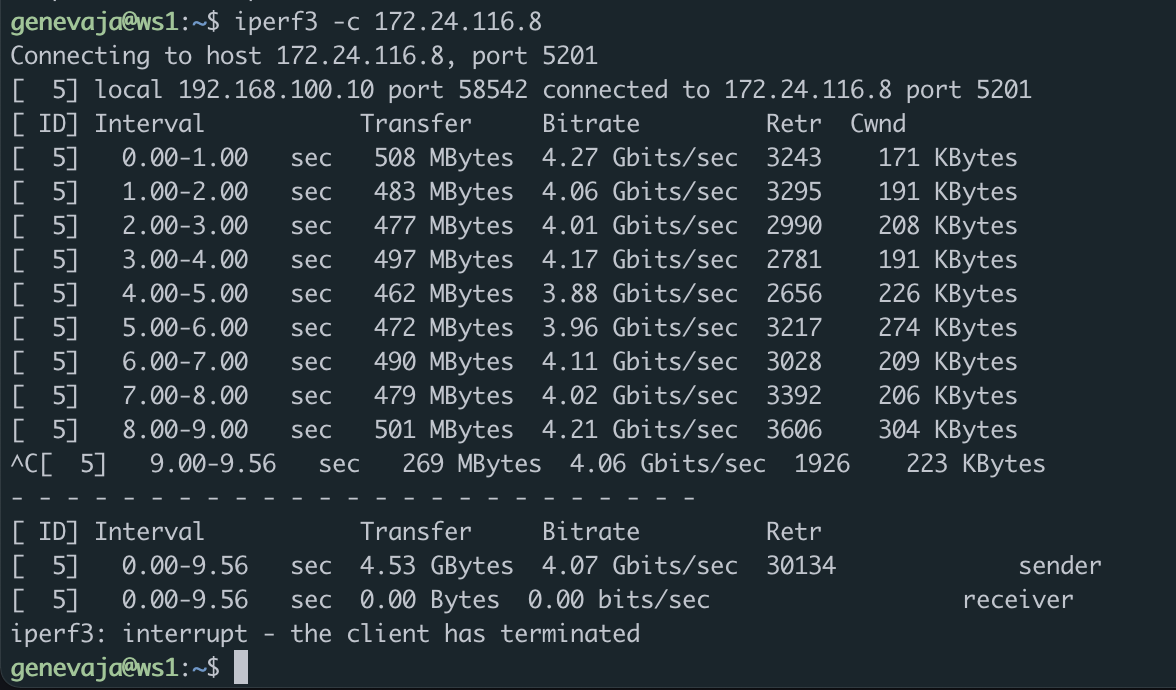 genevaja@ws1:~$ iperf3 -c 172.24.116.8
Connecting to host 172.24.116.8, port 5201
[  5] local 192.168.100.10 port 58542 connected to 172.24.116.8 port 5201
[ ID] Interval           Transfer     Bitrate         Retr  Cwnd
[  5]   0.00-1.00   sec   508 MBytes  4.27 Gbits/sec  3243    171 KBytes
[  5]   1.00-2.00   sec   483 MBytes  4.06 Gbits/sec  3295    191 KBytes
[  5]   2.00-3.00   sec   477 MBytes  4.01 Gbits/sec  2990    208 KBytes
[  5]   3.00-4.00   sec   497 MBytes  4.17 Gbits/sec  2781    191 KBytes
[  5]   4.00-5.00   sec   462 MBytes  3.88 Gbits/sec  2656    226 KBytes
[  5]   5.00-6.00   sec   472 MBytes  3.96 Gbits/sec  3217    274 KBytes
[  5]   6.00-7.00   sec   490 MBytes  4.11 Gbits/sec  3028    209 KBytes
[  5]   7.00-8.00   sec   479 MBytes  4.02 Gbits/sec  3392    206 KBytes
[  5]   8.00-9.00   sec   501 MBytes  4.21 Gbits/sec  3606    304 KBytes
^C[  5]   9.00-9.56   sec   269 MBytes  4.06 Gbits/sec  1926    223 KBytes
- - - - - - - - - - - - - - - - - - - - - - - - -
[ ID] Interval           Transfer     Bitrate         Retr
[  5]   0.00-9.56   sec  4.53 GBytes  4.07 Gbits/sec  30134             sender
[  5]   0.00-9.56   sec  0.00 Bytes  0.00 bits/sec                  receiver
iperf3: interrupt - the client has terminated
genevaja@ws1:~$